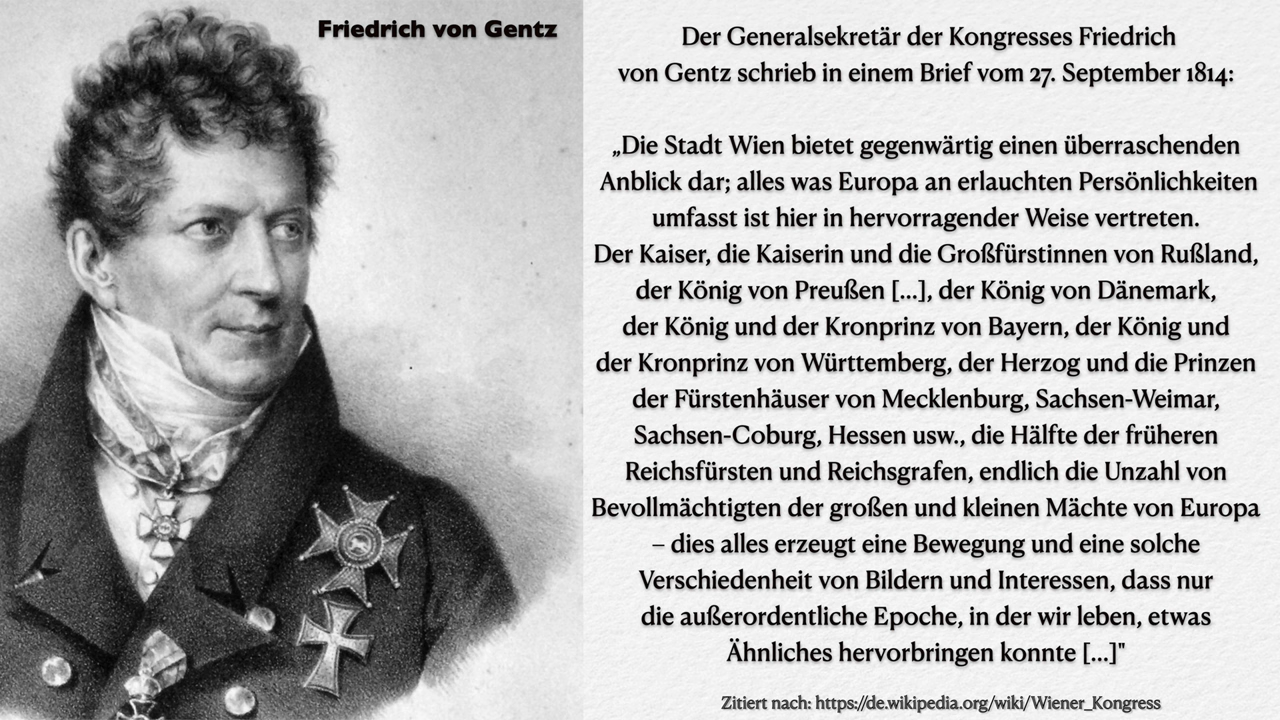 Friedrich von Gentz
Der Generalsekretär der Kongresses Friedrich
von Gentz schrieb in einem Brief vom 27. September 1814:
„Die Stadt Wien bietet gegenwärtig einen überraschenden
Anblick dar; alles was Europa an erlauchten Persönlichkeiten
umfasst ist hier in hervorragender Weise vertreten.
Der Kaiser, die Kaiserin und die Großfürstinnen von Rußland,
der König von Preußen [...], der König von Dänemark,
der König und der Kronprinz von Bayern, der König und
der Kronprinz von Württemberg, der Herzog und die Prinzen
der Fürstenhäuser von Mecklenburg, Sachsen-Weimar,
Sachsen-Coburg, Hessen usw., die Hälfte der früheren
Reichsfürsten und Reichsgrafen, endlich die Unzahl von
Bevollmächtigten der großen und kleinen Mächte von Europa
– dies alles erzeugt eine Bewegung und eine solche
Verschiedenheit von Bildern und Interessen, dass nur
die außerordentliche Epoche, in der wir leben, etwas
Ähnliches hervorbringen konnte [...]"
Zitiert nach: https://de.wikipedia.org/wiki/Wiener_Kongress